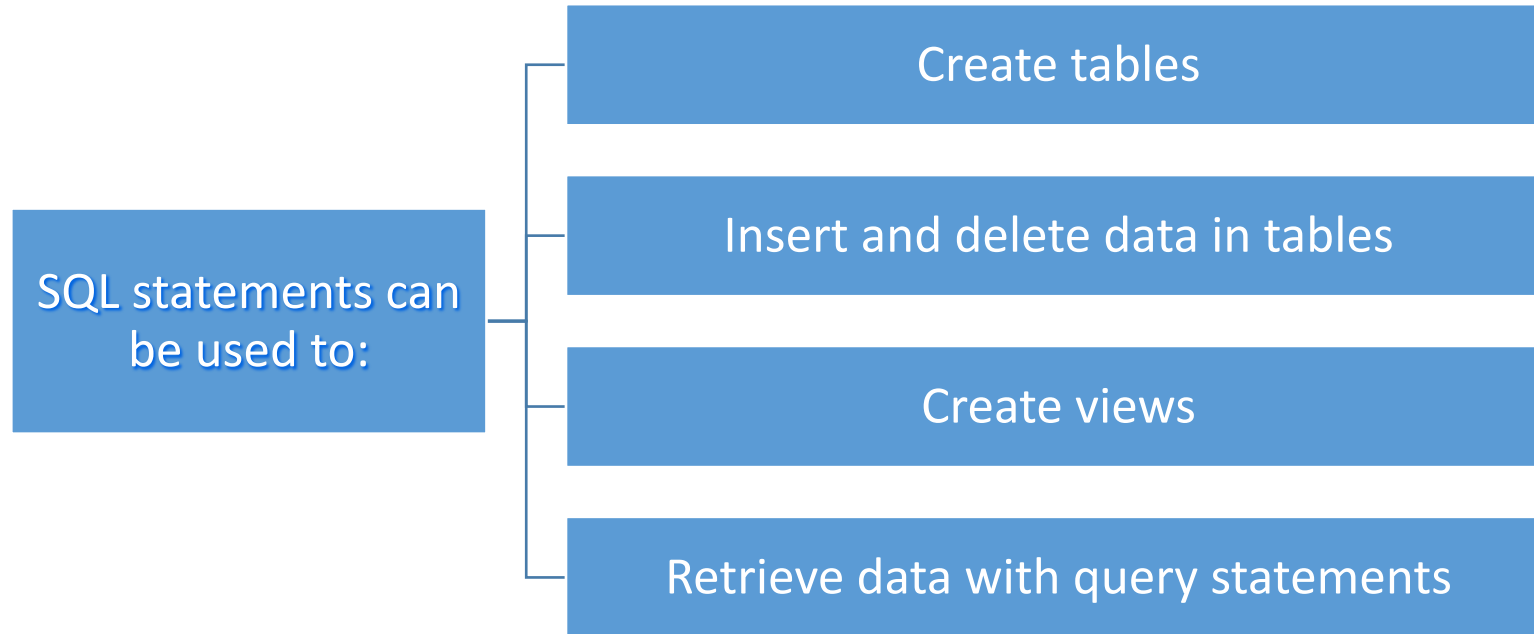 SQL statements can
be used to:
Create tables
Insert and delete data in tables
Create views
Retrieve data with query statements